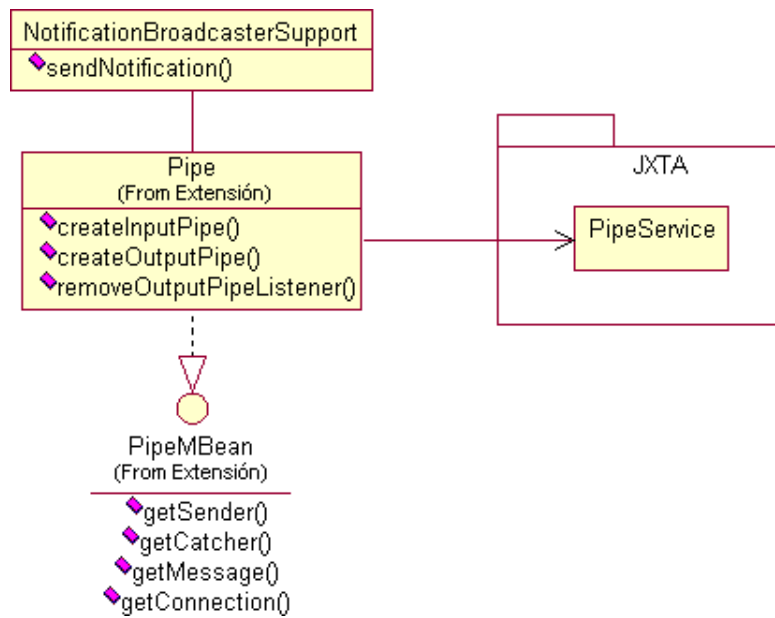 NotificationBroadcasterSupport
sendNotification()
Pipe
(From Extensión)
createInputPipe()
createOutputPipe()
removeOutputPipeListener()
JXTA
PipeService
PipeMBean
(From Extensión)
getSender()
getCatcher()
getMessage()
getConnection()